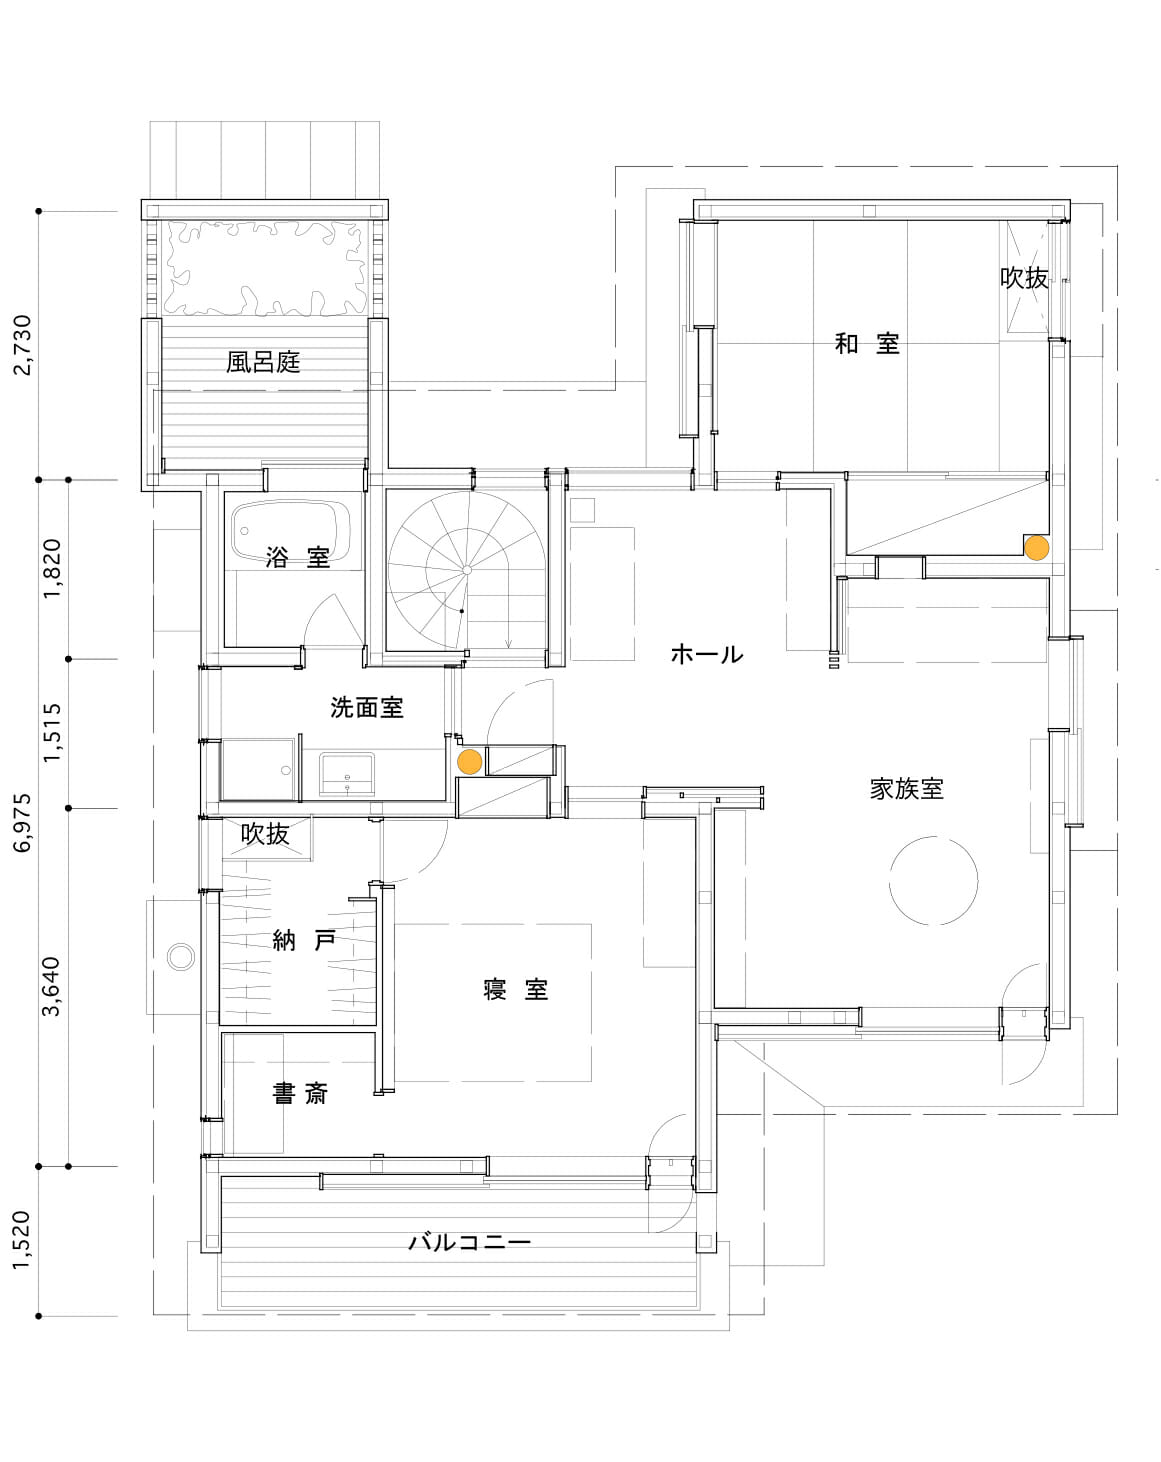 吹抜
2,730
和 室
風呂庭
1,820
浴 室
ホール
1,515
洗面室
家族室
6,975
吹抜
納 戸
3,640
寝 室
書 斎
1,520
バルコニー